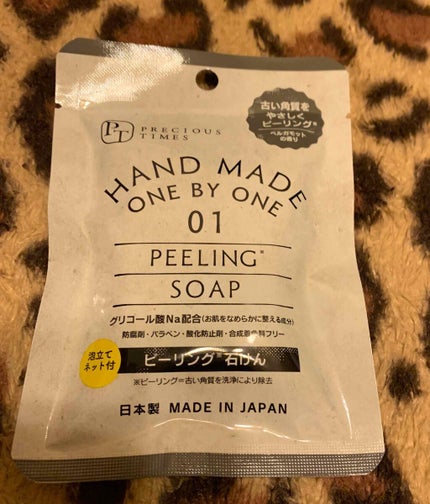 古い角質を
やさしく
ピーリング※
ベルガモット
の香り
PT PRECIOUS
TIMES
HAND MADE
ONE BY ONE
01
PEELING※
SOAP
グリコール酸Na配合(お肌をなめらかに整える成分)
防腐剤・パラベン・酸化防止剤・合成着色料フリー
泡立て
ネット付
ピーリング※石けん
※ピーリング=古い角質を洗浄により除去
日本製 MADE IN JAPAN